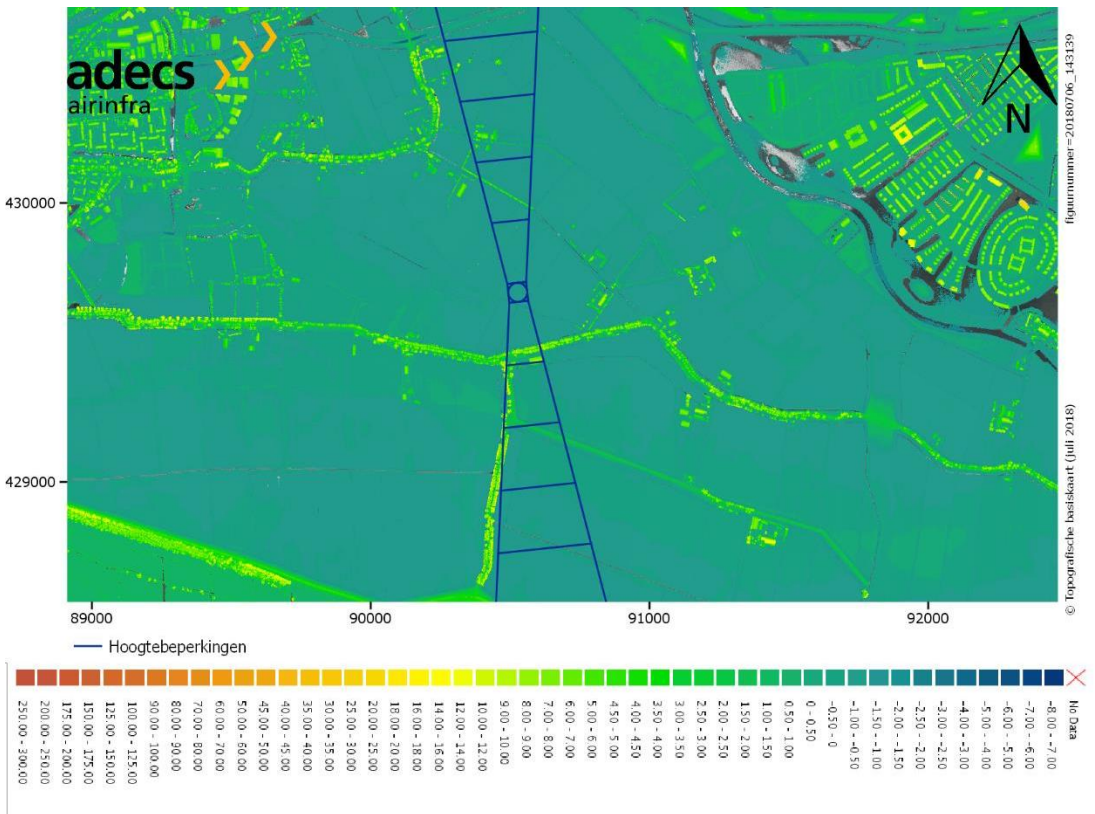 adecs
airinfra
N
figuurnummer=20180706_143139
430000
429000
© Topografische basiskaart (juli 2018)
89000
90000
91000
92000
Hoogtebeperkingen
250.00 - 300.00
200.00 - 250.00
175.00 - 200.00
150.00 - 175.00
125.00 - 150.00
100.00 - 125.00
90.00 - 100.00
80.00 - 90.00
70.00 - 80.00
60.00 - 70.00
50.00 - 60.00
45.00 - 50.00
40.00 - 45.00
35.00 - 40.00
30.00 - 35.00
25.00 - 30.00
20.00 - 25.00
18.00 - 20.00
16.00 - 18.00
14.00 - 16.00
12.00 - 14.00
10.00 - 12.00
9.00 - 10.00
8.00 - 9.00
7.00 - 8.00
6.00 - 7.00
5.00 - 6.00
4.50 - 5.00
4.00 - 4.50
3.50 - 4.00
3.00 - 3.50
2.50 - 3.00
2.00 - 2.50
1.50 - 2.00
1.00 - 1.50
0.50 - 1.00
0 - 0.50
-0.50 - 0
-1.00 - -0.50
-1.50 - -1.00
-2.00 - -1.50
-2.50 - -2.00
-3.00 - -2.50
-4.00 - -3.00
-5.00 - -4.00
-6.00 - -5.00
-7.00 - -6.00
-8.00 - -7.00
No Data